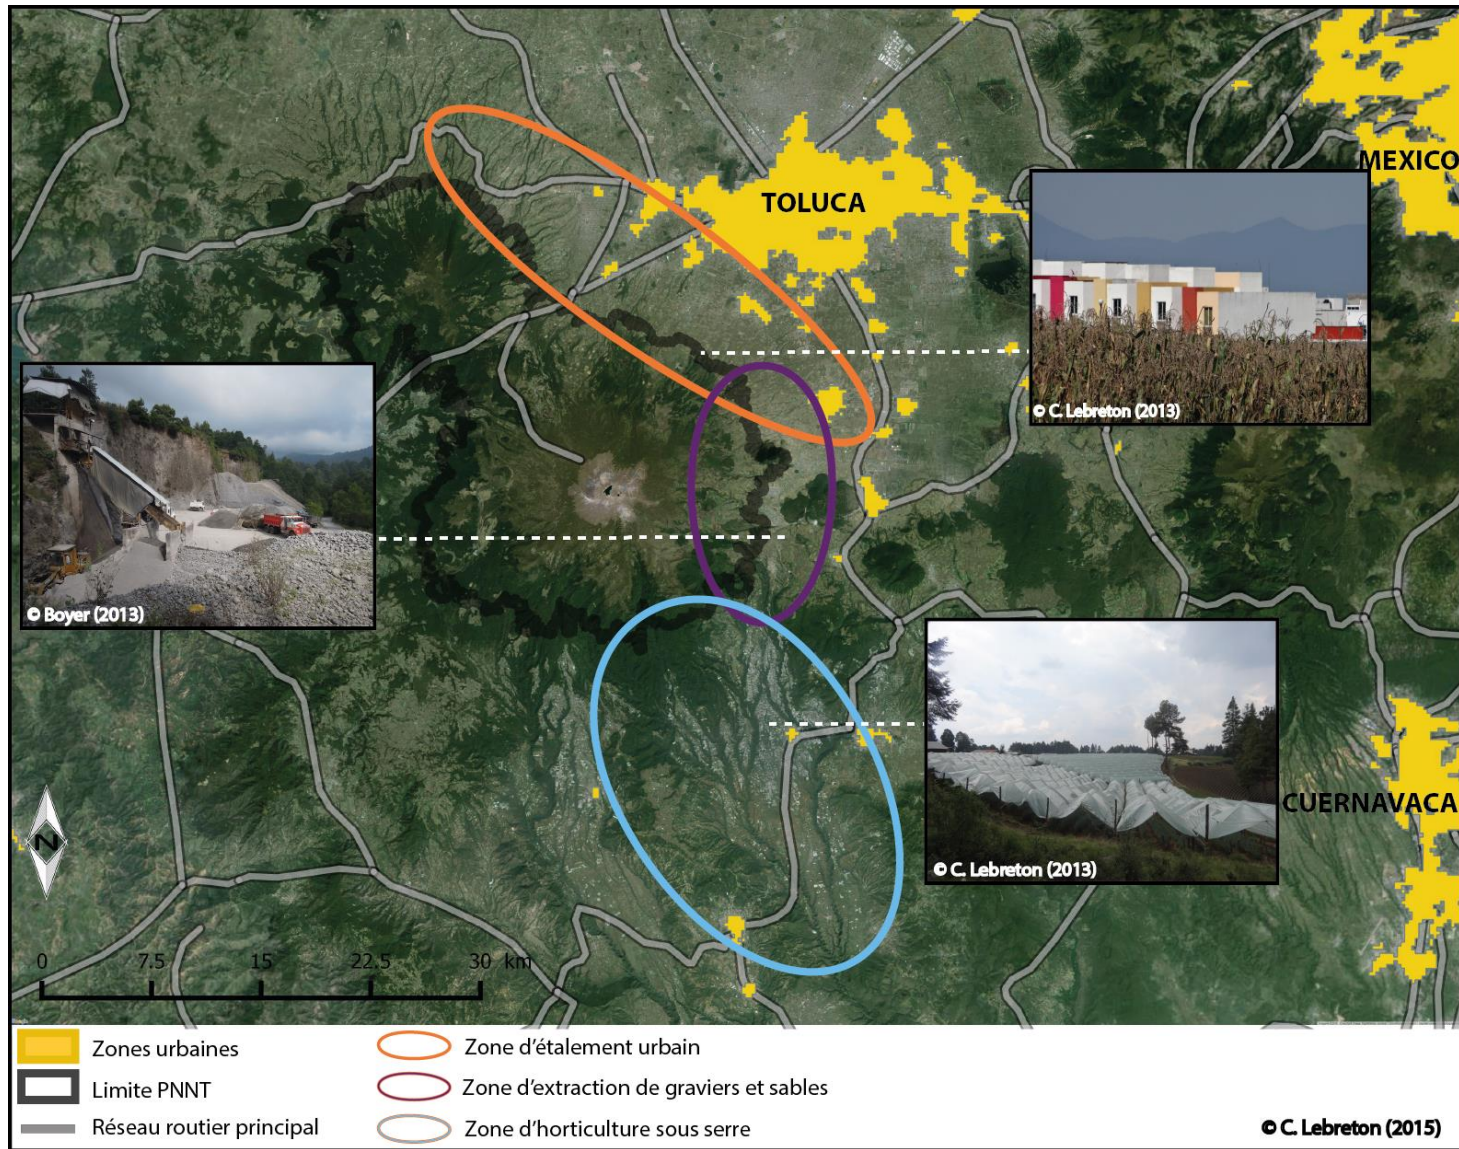 MEXICO
TOLUCA
© C. Lebreton (2013)
© Boyer (2013)
CUERNAVACA
© C. Lebreton (2013)
N
0 7.5 15 22.5 30 km
Zones urbaines
Limite PNNT
Réseau routier principal
Zone d'étalement urbain
Zone d'extraction de graviers et sables
Zone d'horticulture sous serre
© C. Lebreton (2015)